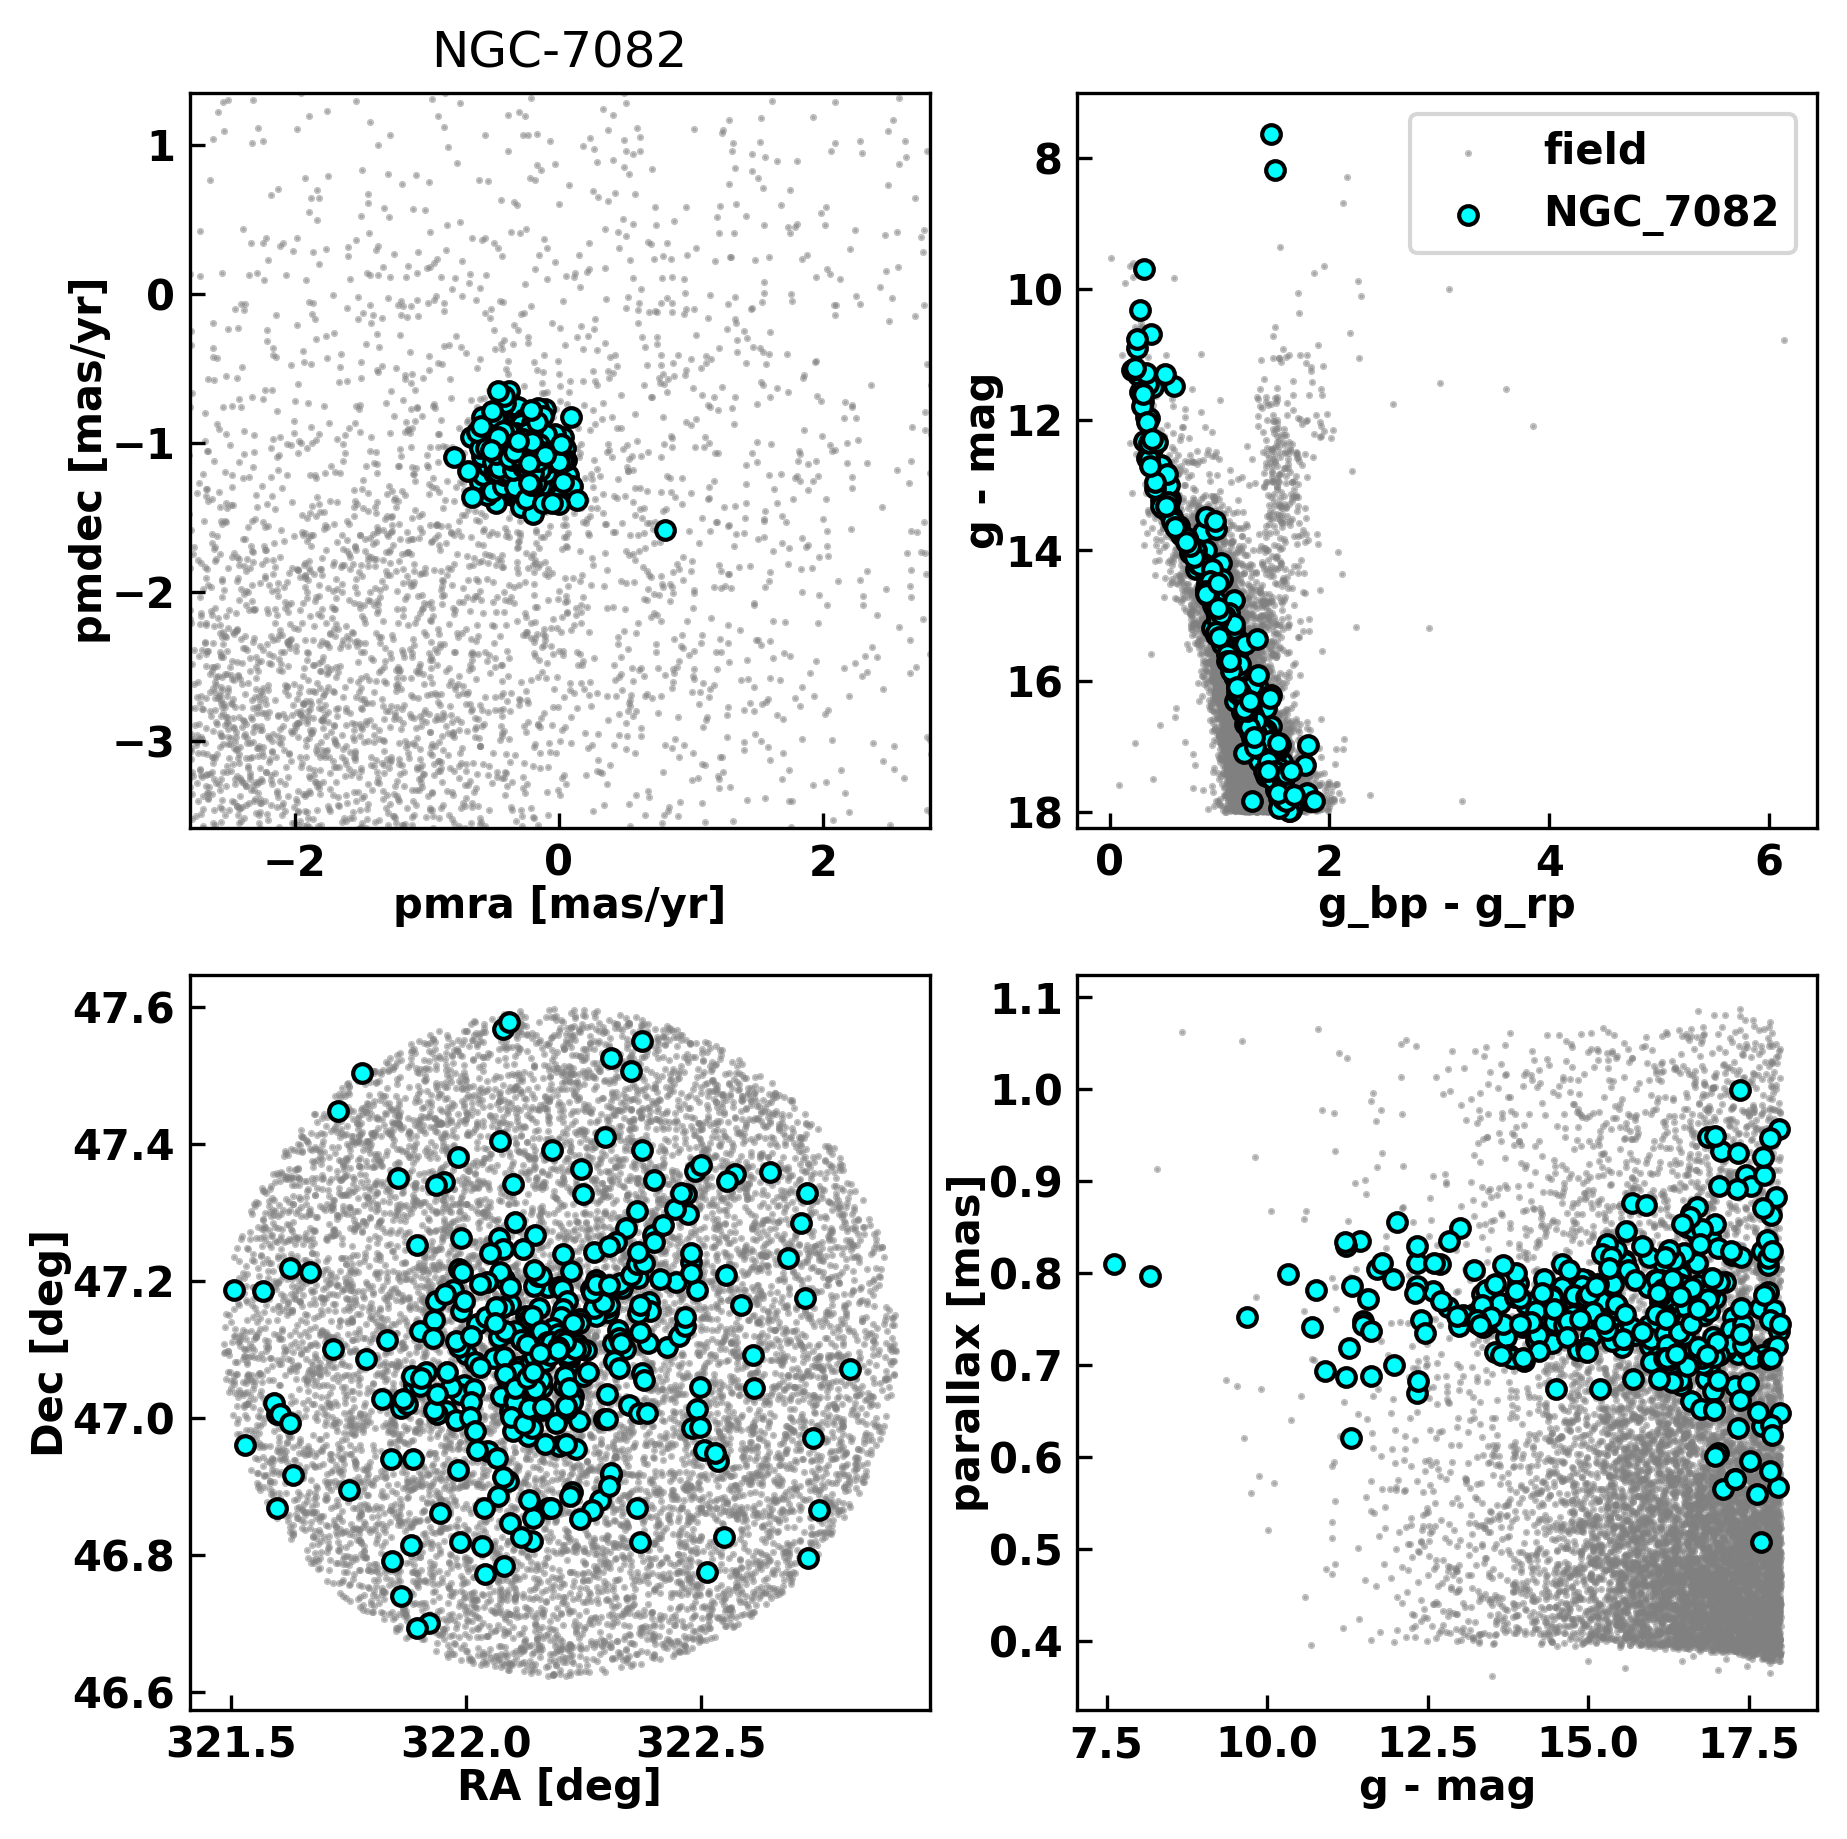 NGC-7082
1
0
−1
−2
−3
pmdec [mas/yr]
−2 0 2
pmra [mas/yr]
field
NGC_7082
8
10
12
14
16
18
g - mag
0 2 4 6
g_bp - g_rp
47.6
47.4
47.2
47.0
46.8
46.6
Dec [deg]
321.5 322.0 322.5
RA [deg]
1.1
1.0
0.9
0.8
0.7
0.6
0.5
0.4
parallax [mas]
7.5 10.0 12.5 15.0 17.5
g - mag